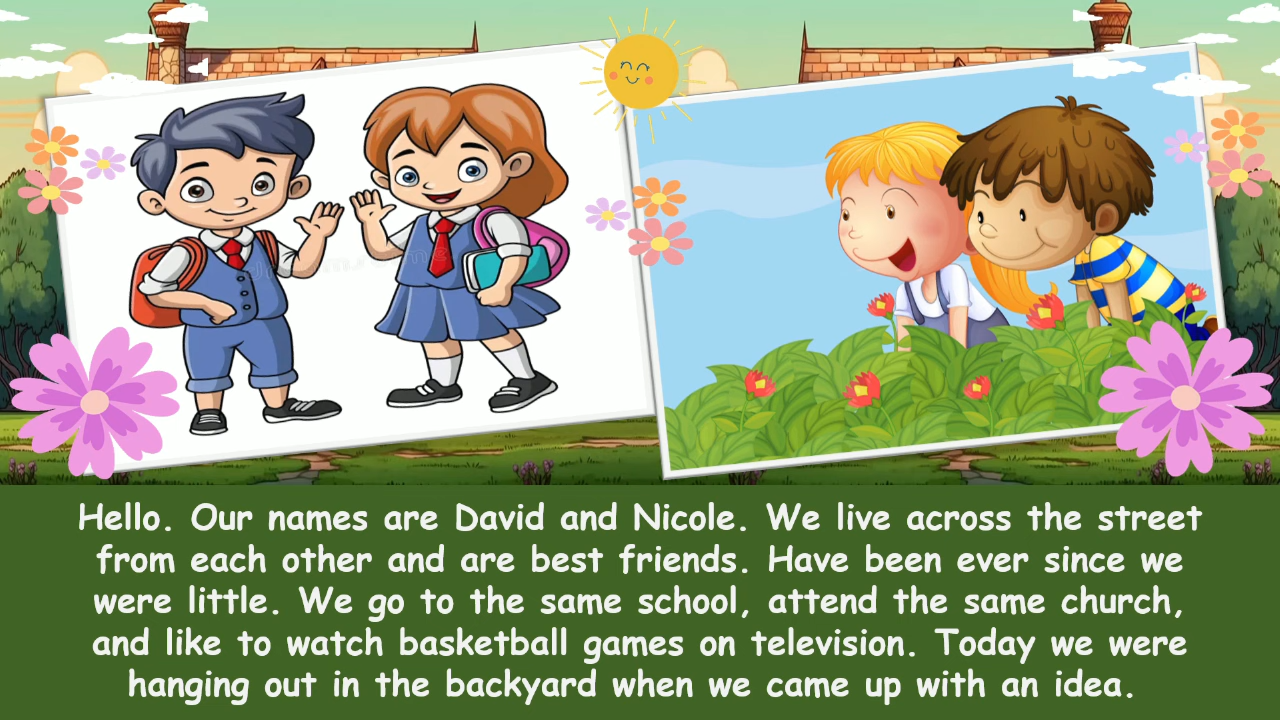 Hello. Our names are David and Nicole. We live across the street
from each other and are best friends. Have been ever since we
were little. We go to the same school, attend the same church,
and like to watch basketball games on television. Today we were
hanging out in the backyard when we came up with an idea.